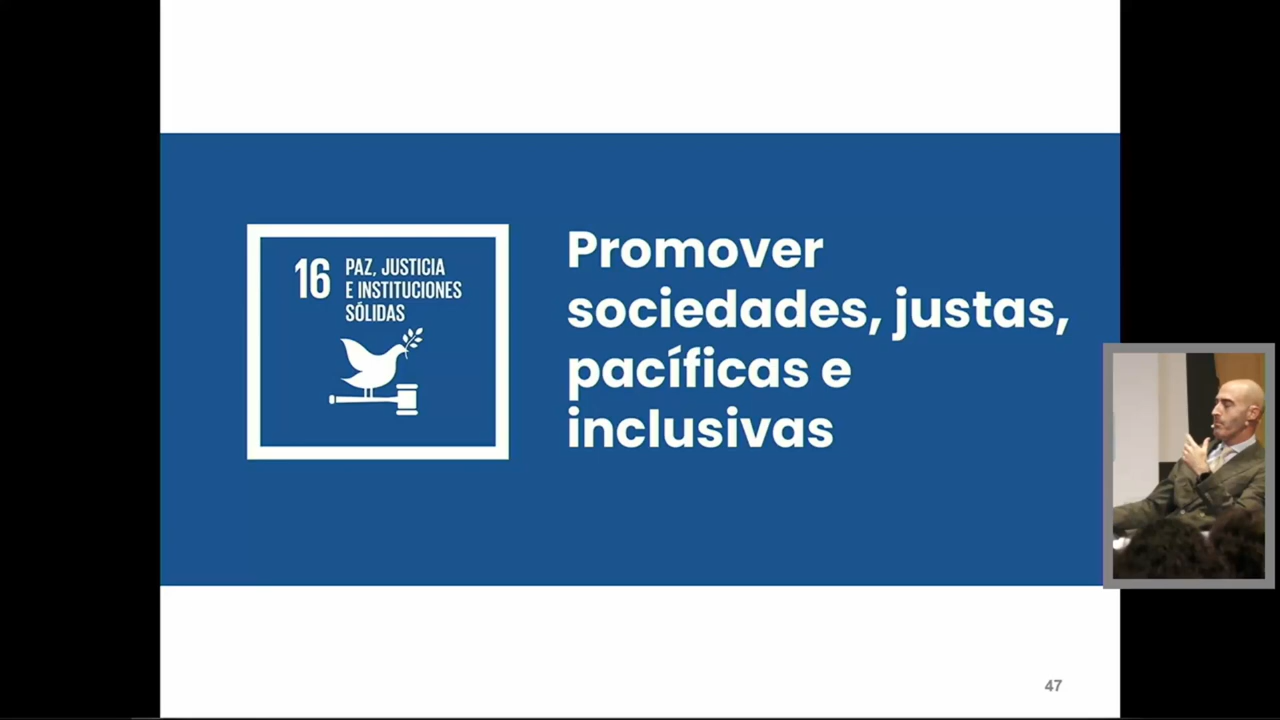 16 PAZ, JUSTICIA
E INSTITUCIONES
SÓLIDAS
Promover
sociedades, justas,
pacíficas e
inclusivas
47